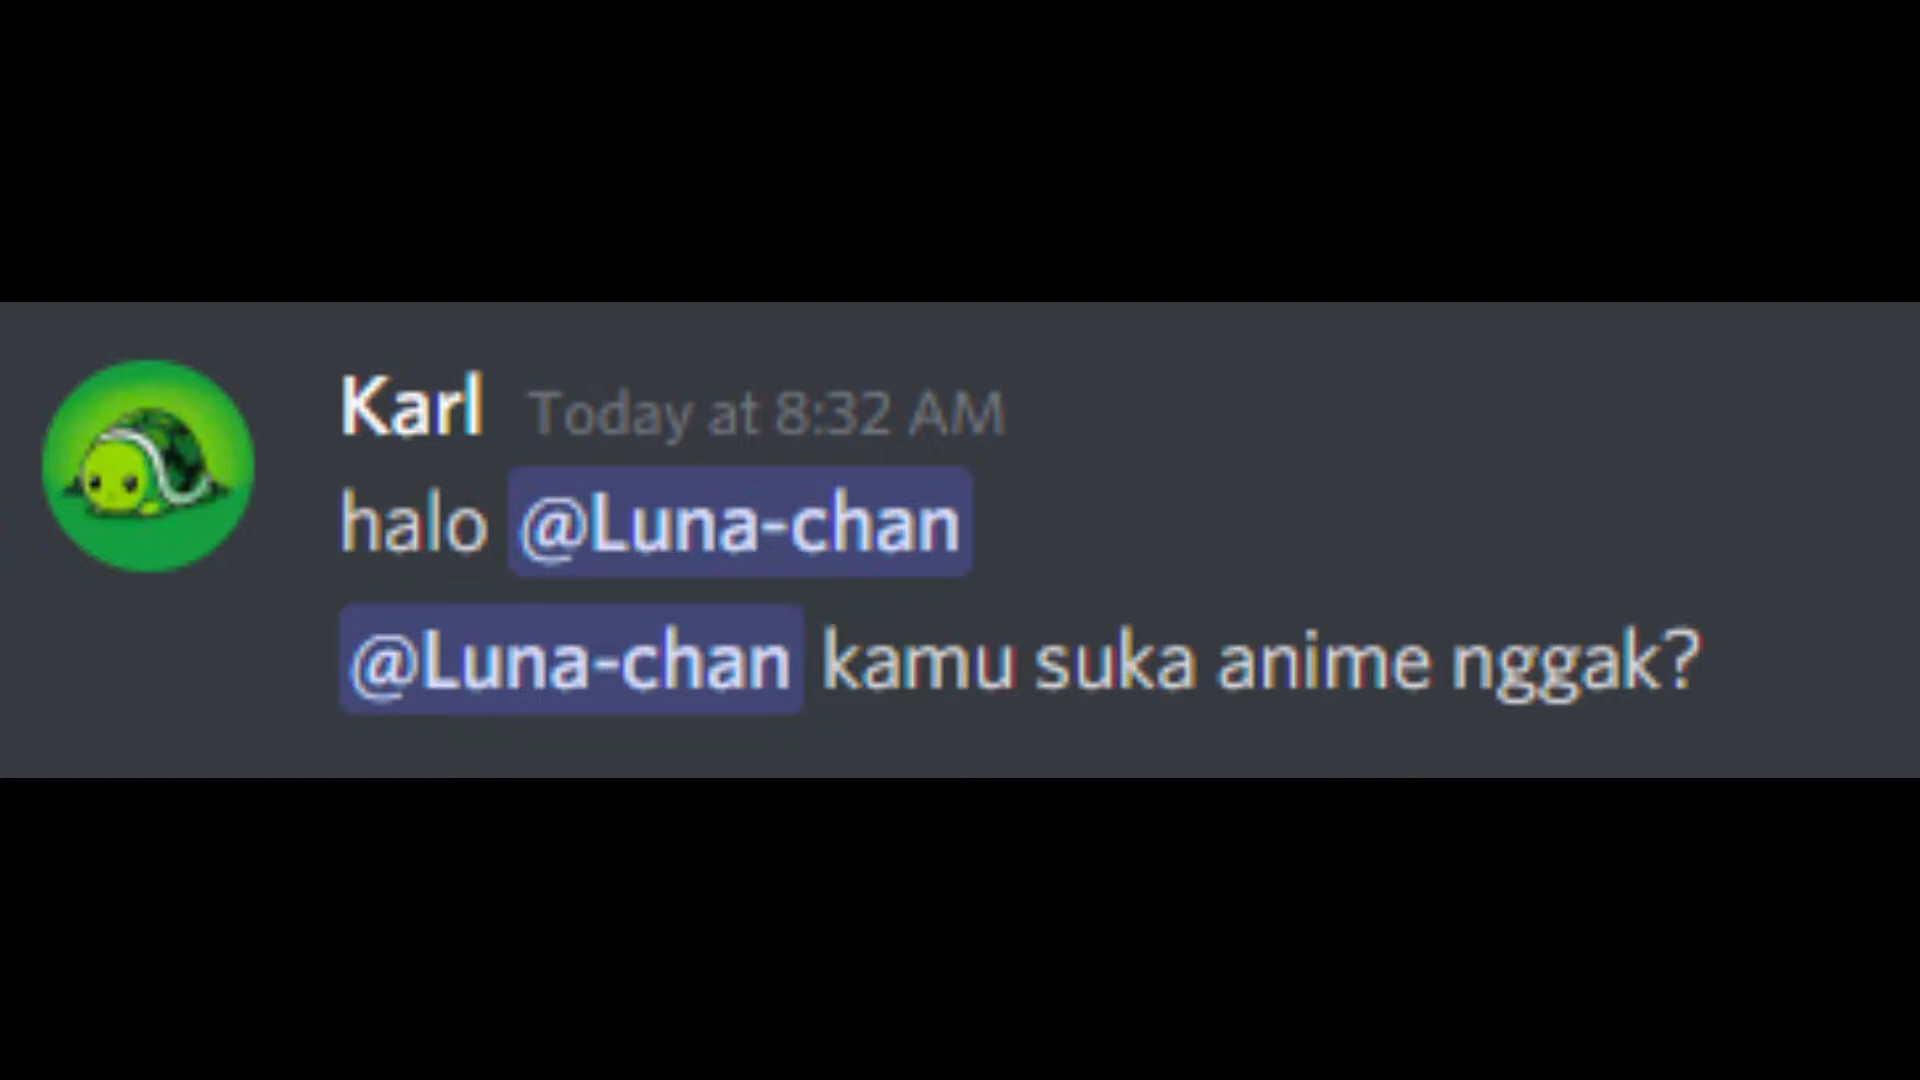 Karl Today at 8:32 AM
halo @Luna-chan
@Luna-chan kamu suka anime nggak?